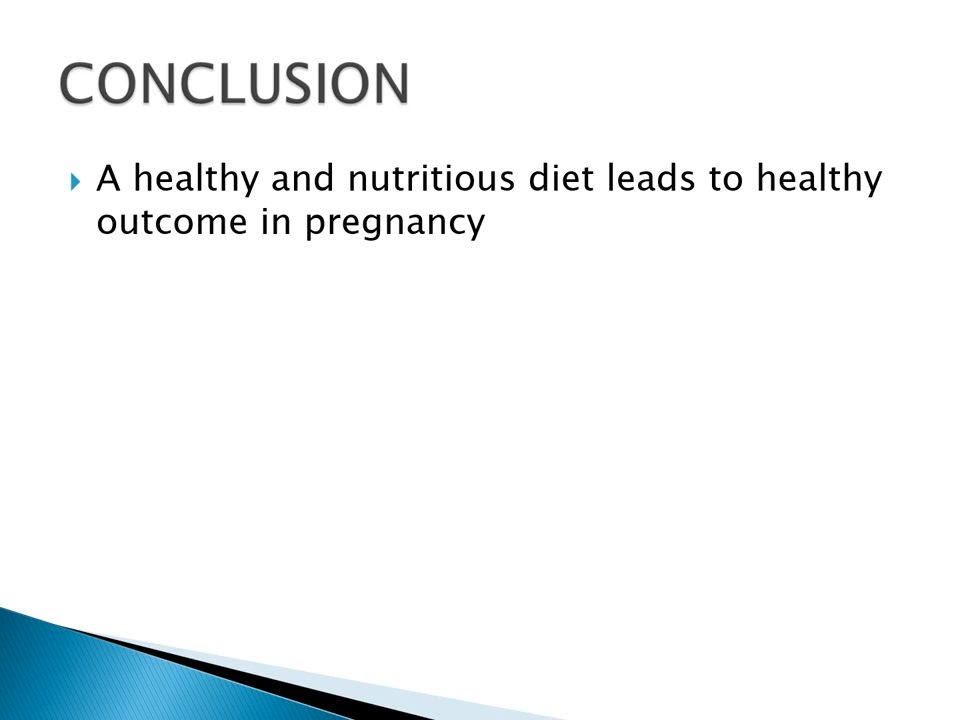 CONCLUSION
A healthy and nutritious diet leads to healthy
outcome in pregnancy